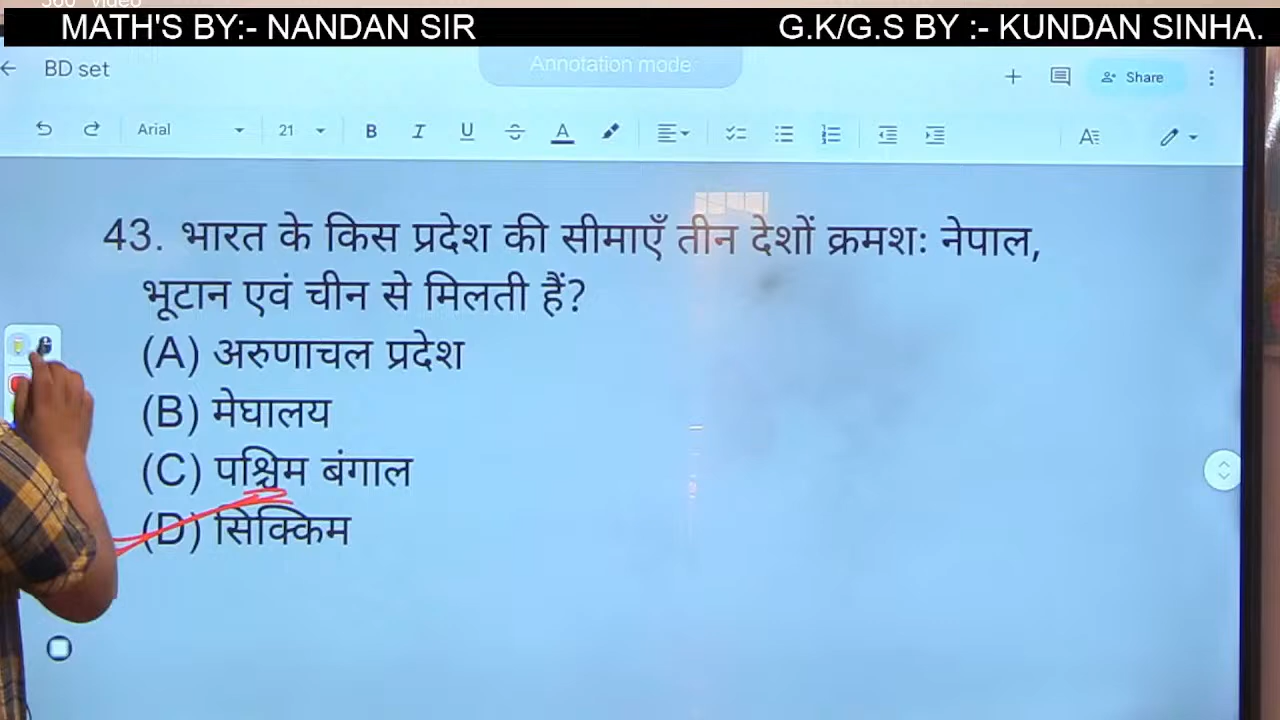 MATH'S BY:- NANDAN SIR
G.K/G.S BY :- KUNDAN SINHA.
BD set
Annotation mode
Share
Arial
21
B I U S A
43. भारत के किस प्रदेश की सीमाएँ तीन देशों क्रमशः नेपाल,
भूटान एवं चीन से मिलती हैं?
(A) अरुणाचल प्रदेश
(B) मेघालय
(C) पश्चिम बंगाल
(D) सिक्किम